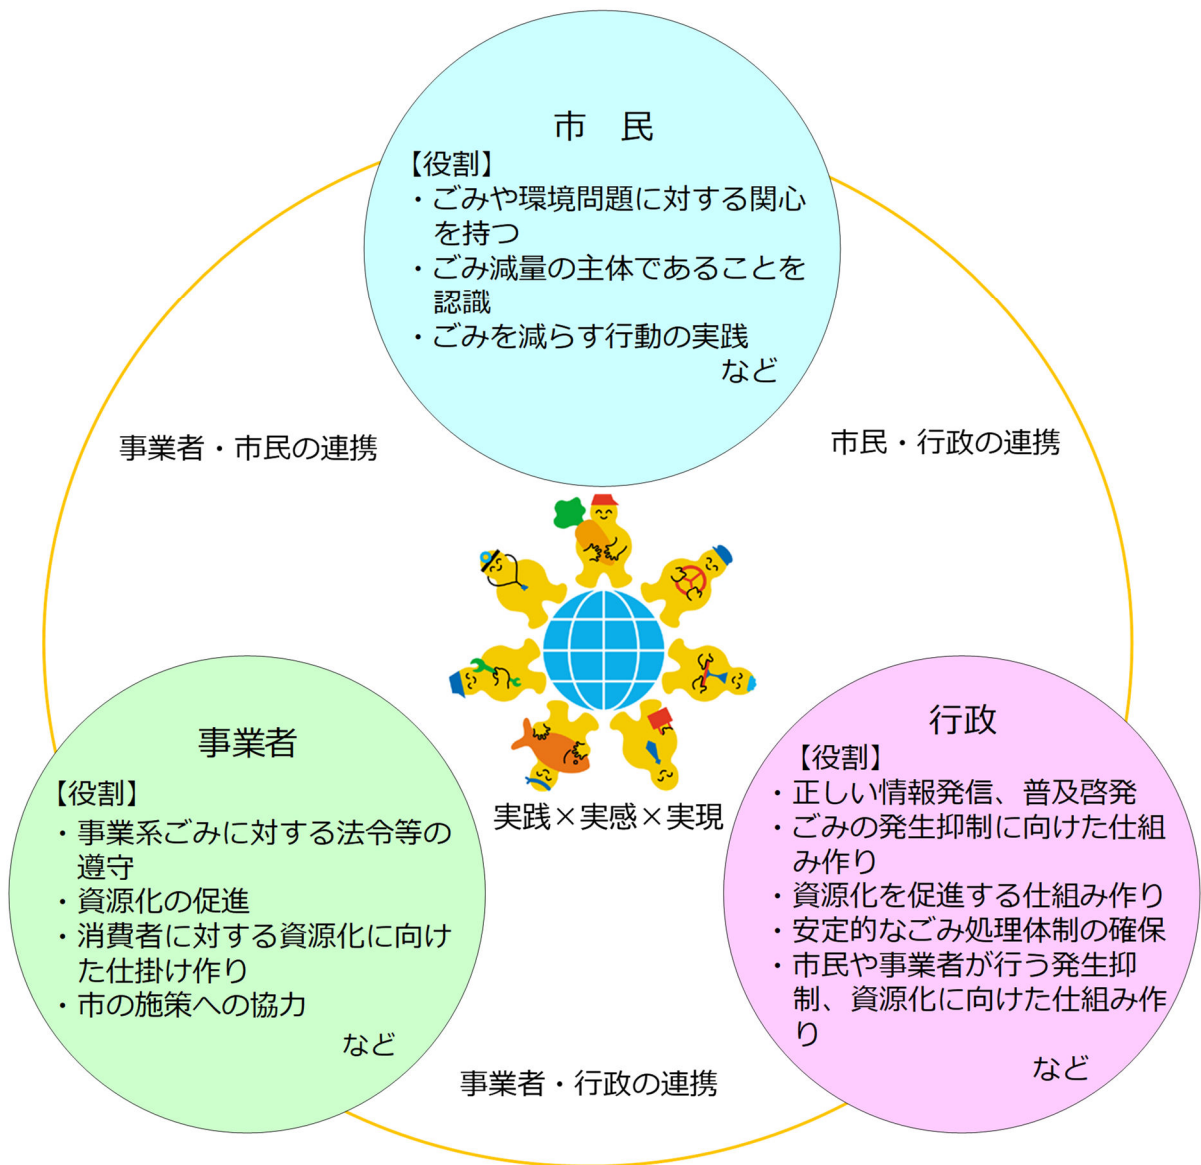 市　民
【役割】
・ごみや環境問題に対する関心
を持つ
・ごみ減量の主体であることを
認識
・ごみを減らす行動の実践
など
事業者・市民の連携
市民・行政の連携
実践×実感×実現
事業者
【役割】
・事業系ごみに対する法令等の
遵守
・資源化の促進
・消費者に対する資源化に向け
た仕掛け作り
・市の施策への協力
など
行政
【役割】
・正しい情報発信、普及啓発
・ごみの発生抑制に向けた仕組
み作り
・資源化を促進する仕組み作り
・安定的なごみ処理体制の確保
・市民や事業者が行う発生抑
制、資源化に向けた仕組み作
り
など
事業者・行政の連携